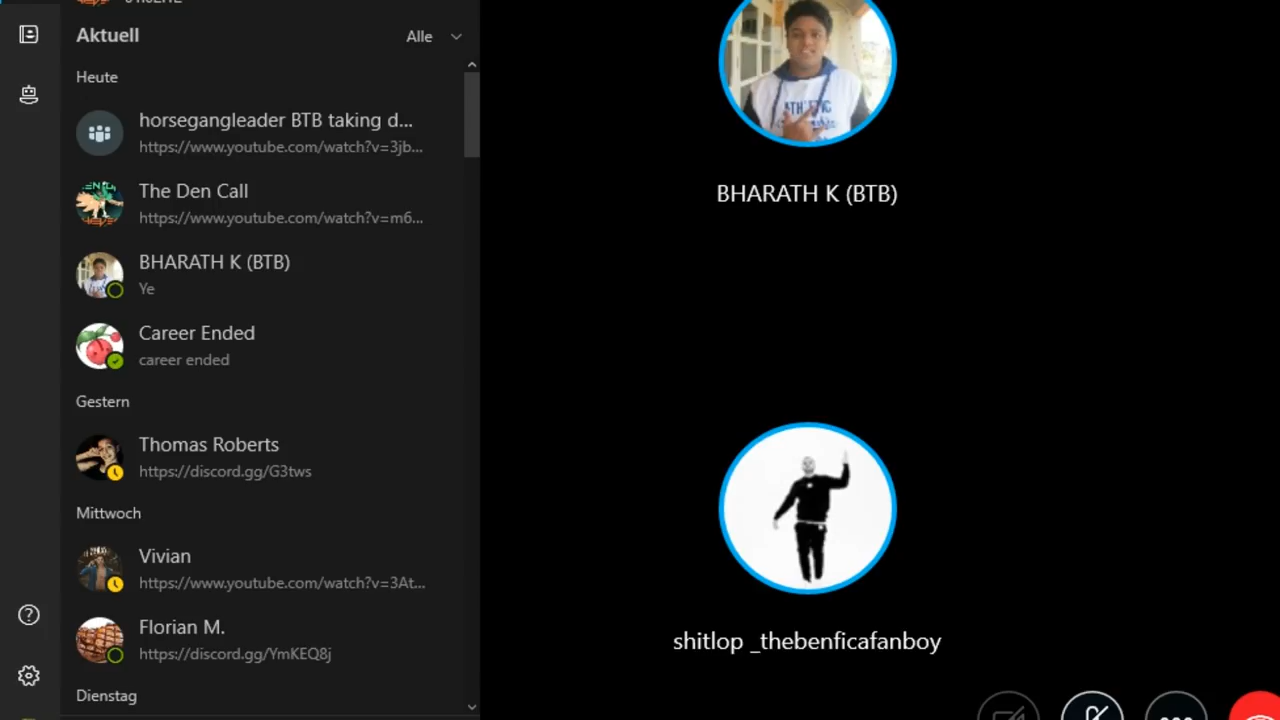 Aktuell
Alle
Heute
horsegangleader BTB taking d...
https://www.youtube.com/watch?v=3jb...
The Den Call
https://www.youtube.com/watch?v=m6...
BHARATH K (BTB)
Ye
Career Ended
career ended
Gestern
Thomas Roberts
https://discord.gg/G3tws
Mittwoch
Vivian
https://www.youtube.com/watch?v=3At...
Florian M.
https://discord.gg/YmKEQ8j
Dienstag
ATHLETIC
BHARATH K (BTB)
shitlop _thebenficafanboy